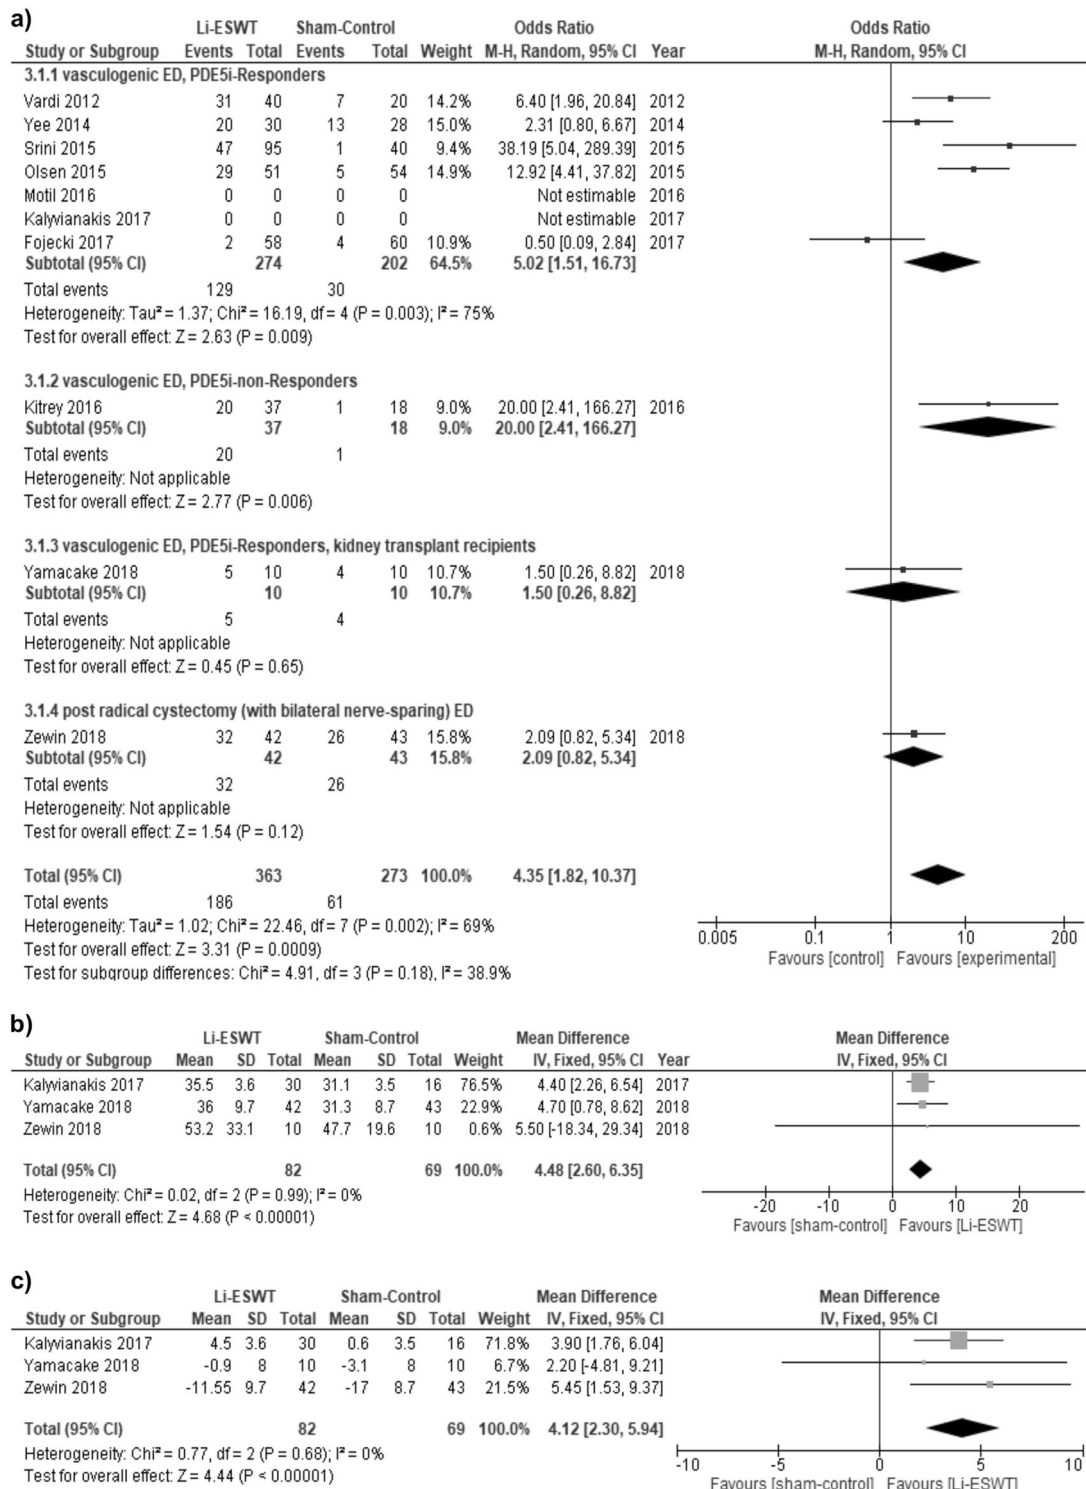 a)
Li-ESWT Sham-Control Odds Ratio Odds Ratio
Study or Subgroup Events Total Events Total Weight M-H, Random, 95% CI Year M-H, Random, 95% CI
3.1.1 vasculogenic ED, PDE5i-Responders
Vardi 2012 31 40 7 20 14.2% 6.40 [1.96, 20.84] 2012
Yee 2014 20 30 13 28 15.0% 2.31 [0.80, 6.67] 2014
Srini 2015 47 95 1 40 9.4% 38.19 [5.04, 289.39] 2015
Olsen 2015 29 51 5 54 14.9% 12.92 [4.41, 37.82] 2015
Motil 2016 0 0 0 0 Not estimable 2016
Kalyvianakis 2017 0 0 0 0 Not estimable 2017
Fojecki 2017 2 58 4 60 10.9% 0.50 [0.09, 2.84] 2017
Subtotal (95% CI) 274 202 64.5% 5.02 [1.51, 16.73]
Total events 129 30
Heterogeneity: Tau² = 1.37; Chi² = 16.19, df = 4 (P = 0.003); I² = 75%
Test for overall effect: Z = 2.63 (P = 0.009)
3.1.2 vasculogenic ED, PDE5i-non-Responders
Kitrey 2016 20 37 1 18 9.0% 20.00 [2.41, 166.27] 2016
Subtotal (95% CI) 37 18 9.0% 20.00 [2.41, 166.27]
Total events 20 1
Heterogeneity: Not applicable
Test for overall effect: Z = 2.77 (P = 0.006)
3.1.3 vasculogenic ED, PDE5i-Responders, kidney transplant recipients
Yamacake 2018 5 10 4 10 10.7% 1.50 [0.26, 8.82] 2018
Subtotal (95% CI) 10 10 10.7% 1.50 [0.26, 8.82]
Total events 5 4
Heterogeneity: Not applicable
Test for overall effect: Z = 0.45 (P = 0.65)
3.1.4 post radical cystectomy (with bilateral nerve-sparing) ED
Zewin 2018 32 42 26 43 15.8% 2.09 [0.82, 5.34] 2018
Subtotal (95% CI) 42 43 15.8% 2.09 [0.82, 5.34]
Total events 32 26
Heterogeneity: Not applicable
Test for overall effect: Z = 1.54 (P = 0.12)
Total (95% CI) 363 273 100.0% 4.35 [1.82, 10.37]
Total events 186 61
Heterogeneity: Tau² = 1.02; Chi² = 22.46, df = 7 (P = 0.002); I² = 69%
Test for overall effect: Z = 3.31 (P = 0.0009)
Test for subgroup differences: Chi² = 4.91, df = 3 (P = 0.18), I² = 38.9%
0.005 0.1 1 10 200
Favours [control] Favours [experimental]
b)
Li-ESWT Sham-Control Mean Difference Mean Difference
Study or Subgroup Mean SD Total Mean SD Total Weight IV, Fixed, 95% CI Year IV, Fixed, 95% CI
Kalyvianakis 2017 35.5 3.6 30 31.1 3.5 16 76.5% 4.40 [2.26, 6.54] 2017
Yamacake 2018 36 9.7 42 31.3 8.7 43 22.9% 4.70 [0.78, 8.62] 2018
Zewin 2018 53.2 33.1 10 47.7 19.6 10 0.6% 5.50 [-18.34, 29.34] 2018
Total (95% CI) 82 69 100.0% 4.48 [2.60, 6.35]
Heterogeneity: Chi² = 0.02, df = 2 (P = 0.99); I² = 0%
Test for overall effect: Z = 4.68 (P < 0.00001)
-20 -10 0 10 20
Favours [sham-control] Favours [Li-ESWT]
c)
Li-ESWT Sham-Control Mean Difference Mean Difference
Study or Subgroup Mean SD Total Mean SD Total Weight IV, Fixed, 95% CI IV, Fixed, 95% CI
Kalyvianakis 2017 4.5 3.6 30 0.6 3.5 16 71.8% 3.90 [1.76, 6.04]
Yamacake 2018 -0.9 8 10 -3.1 8 10 6.7% 2.20 [-4.81, 9.21]
Zewin 2018 -11.55 9.7 42 -17 8.7 43 21.5% 5.45 [1.53, 9.37]
Total (95% CI) 82 69 100.0% 4.12 [2.30, 5.94]
Heterogeneity: Chi² = 0.77, df = 2 (P = 0.68); I² = 0%
Test for overall effect: Z = 4.44 (P < 0.00001)
-10 -5 0 5 10
Favours [sham-control] Favours [Li-ESWT]